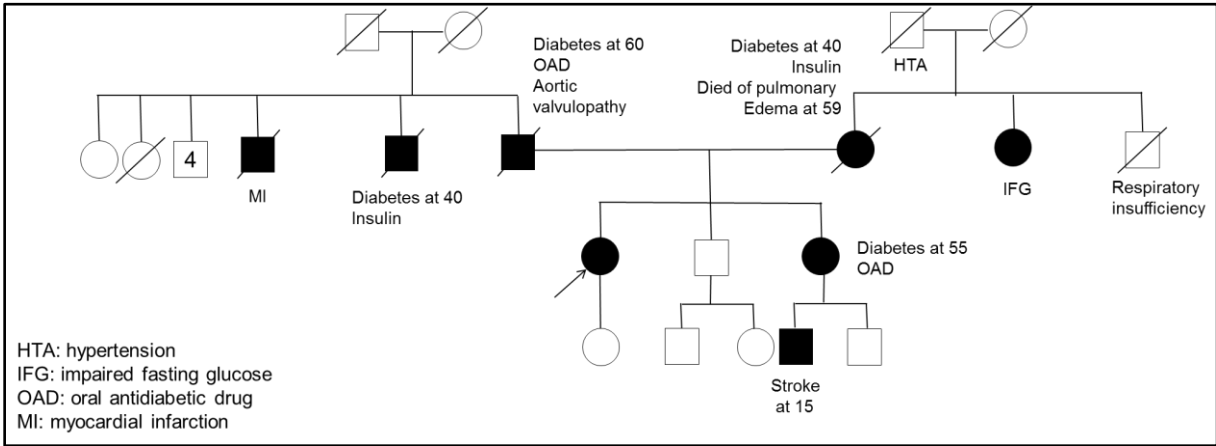 Diabetes at 60
OAD
Aortic
valvulopathy
Diabetes at 40
Insulin
Died of pulmonary
Edema at 59
HTA
4
MI
Diabetes at 40
Insulin
IFG
Respiratory
insufficiency
Diabetes at 55
OAD
Stroke
at 15
HTA: hypertension
IFG: impaired fasting glucose
OAD: oral antidiabetic drug
MI: myocardial infarction